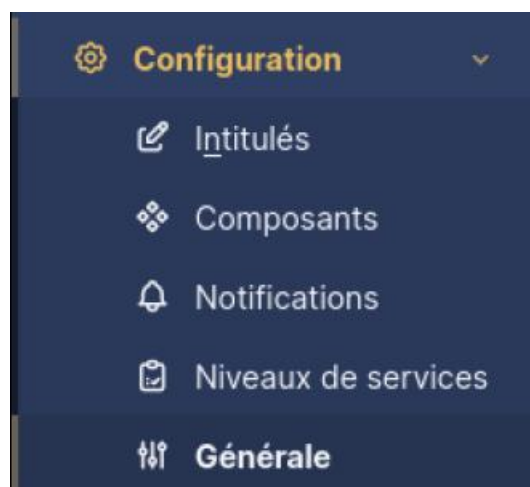 Configuration
Intitulés
Composants
Notifications
Niveaux de services
Générale